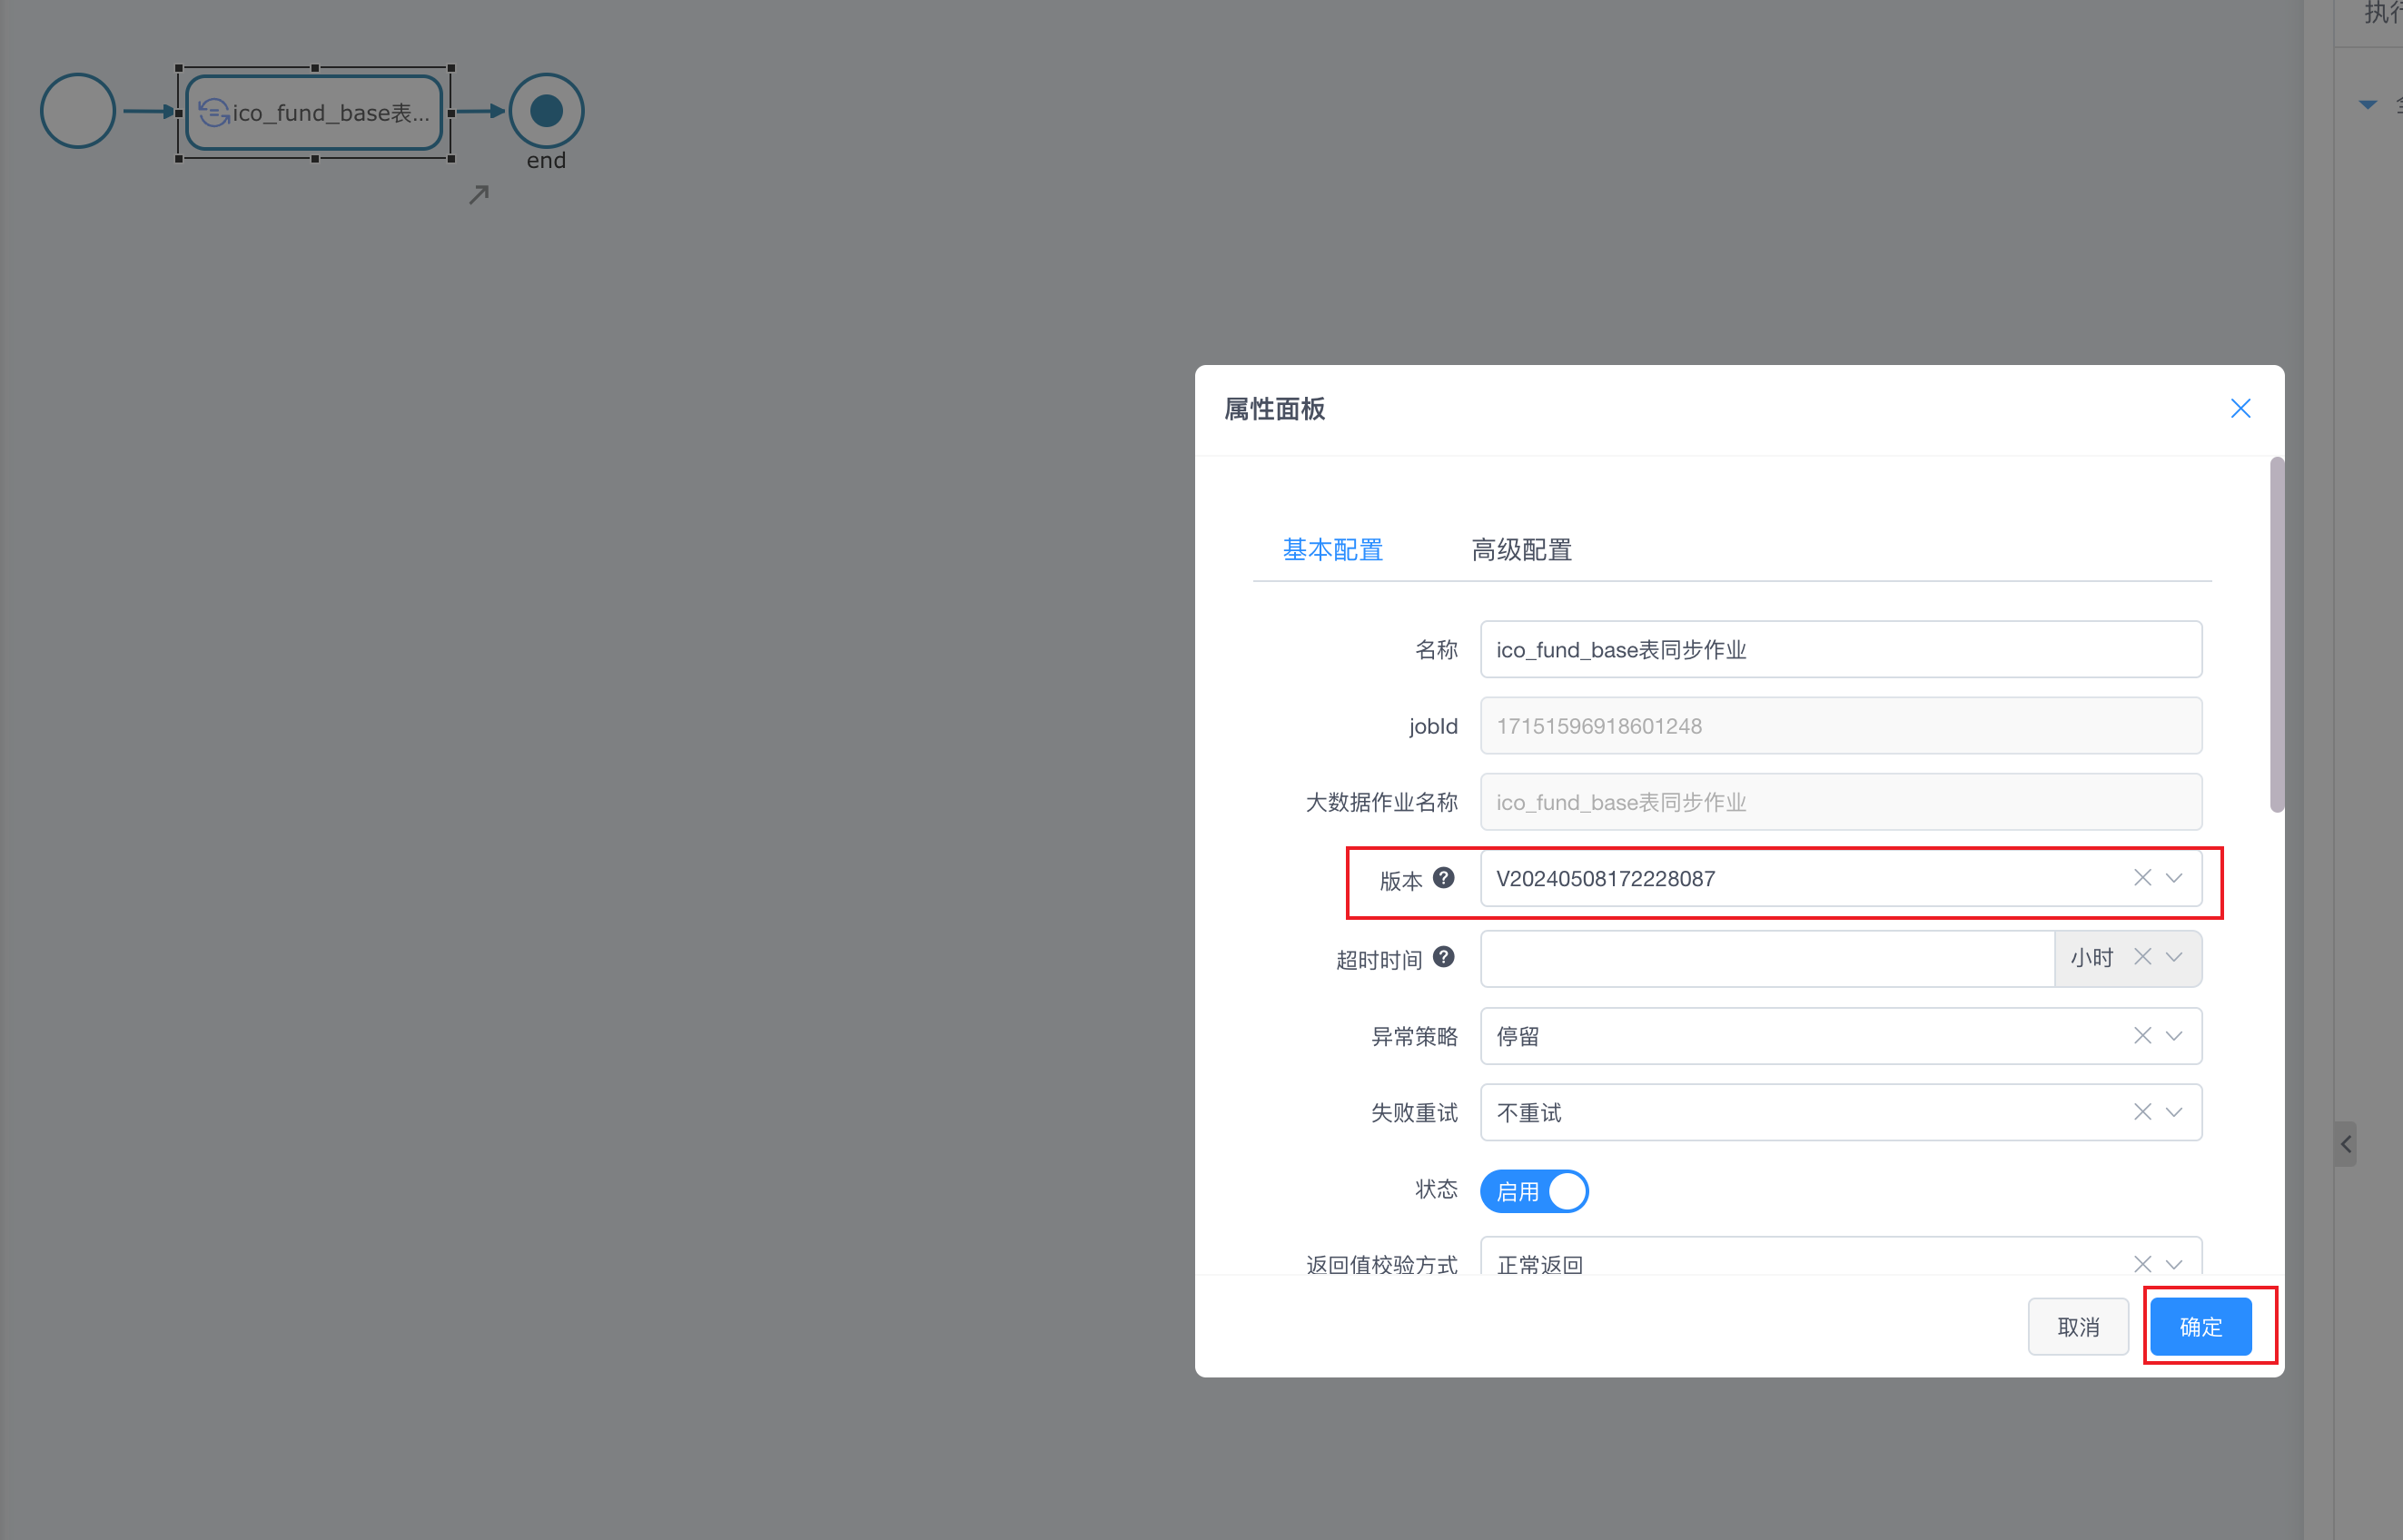 执行
ico_fund_base表...
end
属性面板
基本配置 高级配置
名称 ico_fund_base表同步作业
jobId 17151596918601248
大数据作业名称 ico_fund_base表同步作业
版本 ? V20240508172228087
超时时间 ? 小时
异常策略 停留
失败重试 不重试
状态 启用
返回值校验方式 正常返回
取消 确定